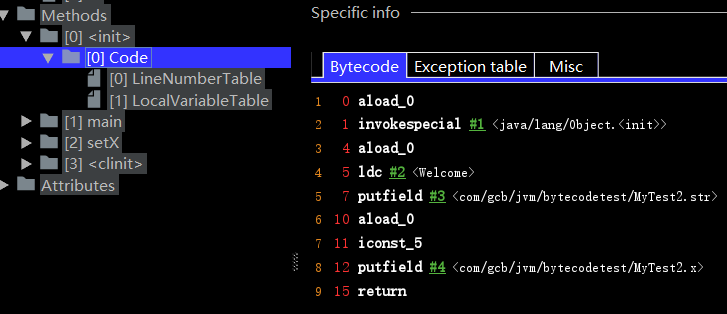 Methods
[0] <init>
[0] Code
[0] LineNumberTable
[1] LocalVariableTable
[1] main
[2] setX
[3] <clinit>
Attributes
Specific info
Bytecode Exception table Misc
1 0 aload_0
2 1 invokespecial #1 <java/lang/Object.<init>>
3 4 aload_0
4 5 ldc #2 <Welcome>
5 7 putfield #3 <com/gcb/jvm/bytecodetest/MyTest2.str>
6 10 aload_0
7 11 iconst_5
8 12 putfield #4 <com/gcb/jvm/bytecodetest/MyTest2.x>
9 15 return